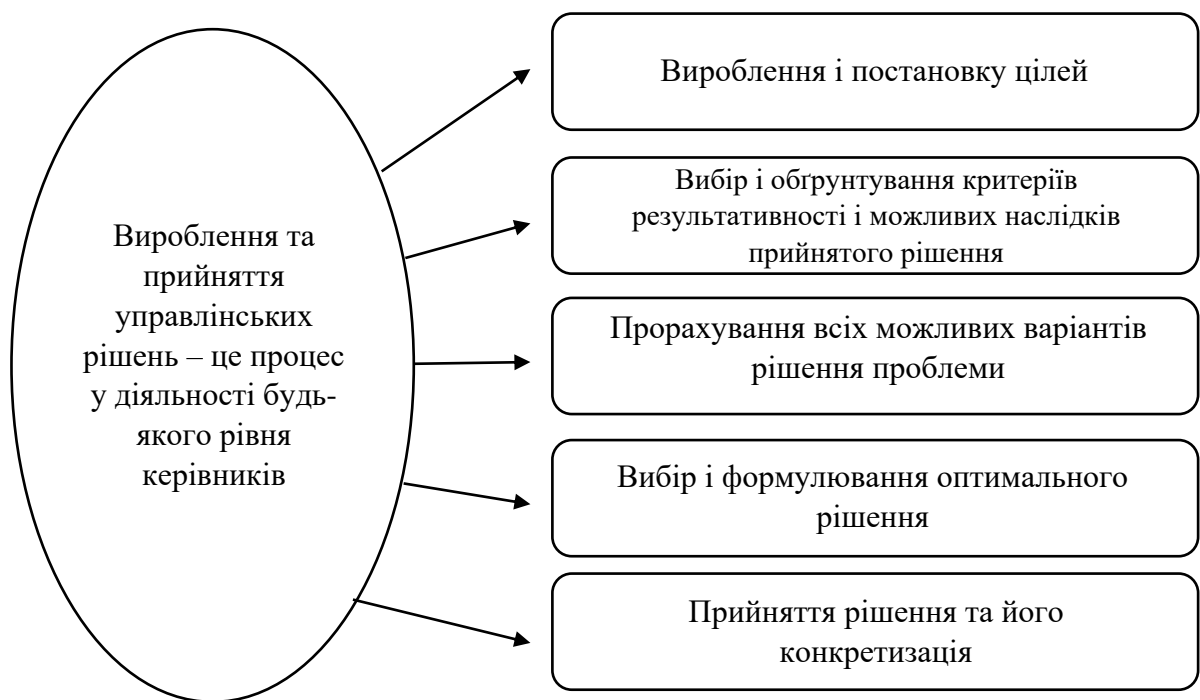 Вироблення та
прийняття
управлінських
рішень – це процес
у діяльності будь-
якого рівня
керівників
Вироблення і постановку цілей
Вибір і обґрунтування критеріїв
результативності і можливих наслідків
прийнятого рішення
Прорахування всіх можливих варіантів
рішення проблеми
Вибір і формулювання оптимального
рішення
Прийняття рішення та його
конкретизація